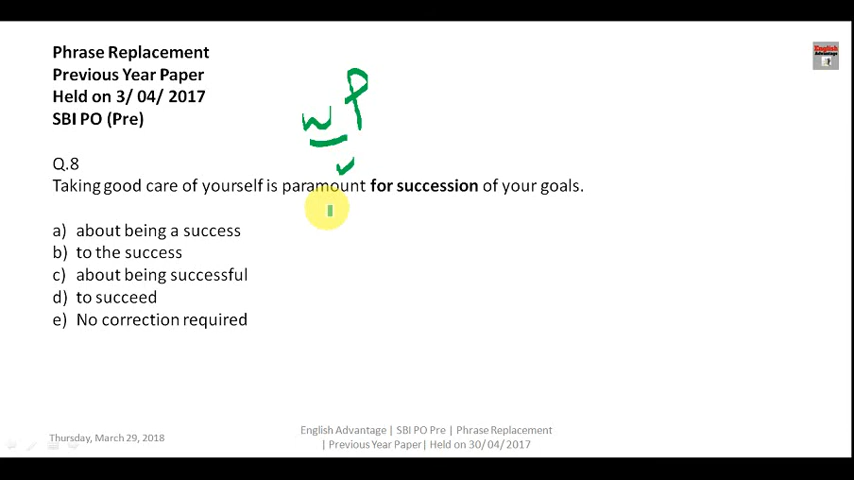 Phrase Replacement
Previous Year Paper
Held on 3/ 04/ 2017
SBI PO (Pre)
English
Advantage
w P
Q.8
Taking good care of yourself is paramount for succession of your goals.
a) about being a success
b) to the success
c) about being successful
d) to succeed
e) No correction required
Thursday, March 29, 2018
English Advantage| SBI PO Pre | Phrase Replacement
| Previous Year Paper| Held on 30/ 04/ 2017